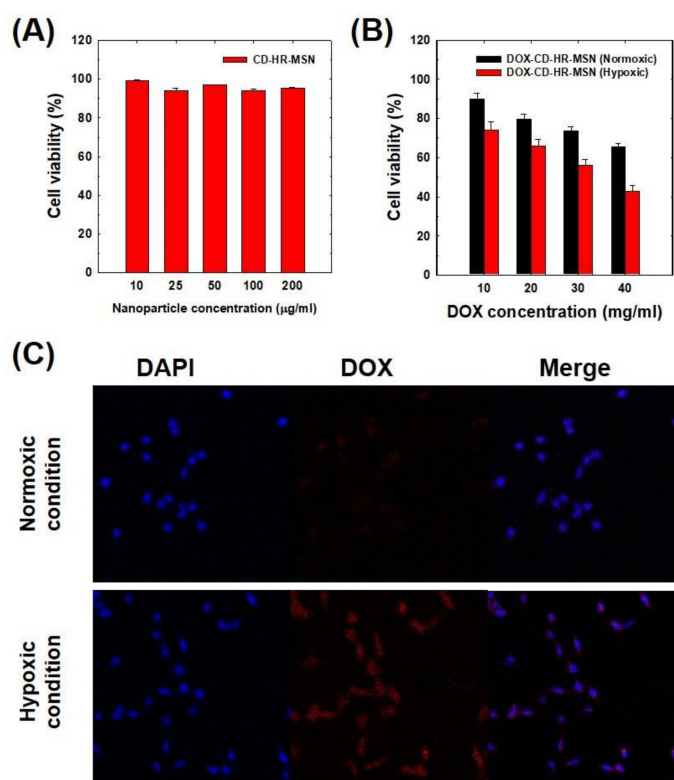 (A)
120
100
80
60
40
20
0
Cell viability (%)
CD-HR-MSN
10 25 50 100 200
Nanoparticle concentration (μg/ml)
(B)
120
100
80
60
40
20
0
Cell viability (%)
DOX-CD-HR-MSN (Normoxic)
DOX-CD-HR-MSN (Hypoxic)
10 20 30 40
DOX concentration (mg/ml)
(C)
DAPI DOX Merge
Normoxic
condition
Hypoxic
condition